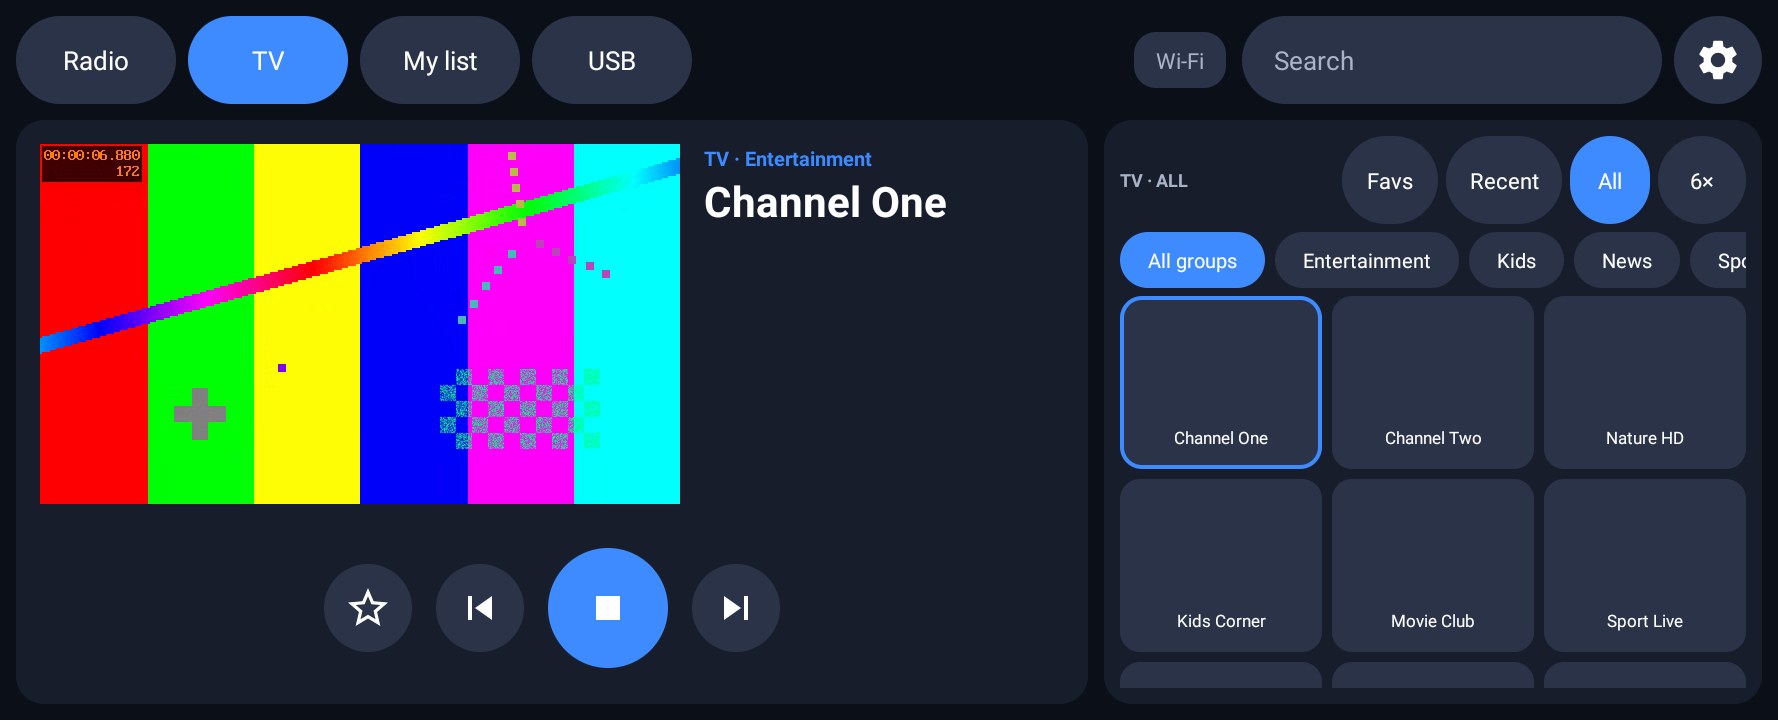 Radio
TV
My list
USB
Wi-Fi
Search
00:00:06.880
172
TV · Entertainment
Channel One
TV · ALL
Favs
Recent
All
6×
All groups
Entertainment
Kids
News
Spo
Channel One
Channel Two
Nature HD
Kids Corner
Movie Club
Sport Live